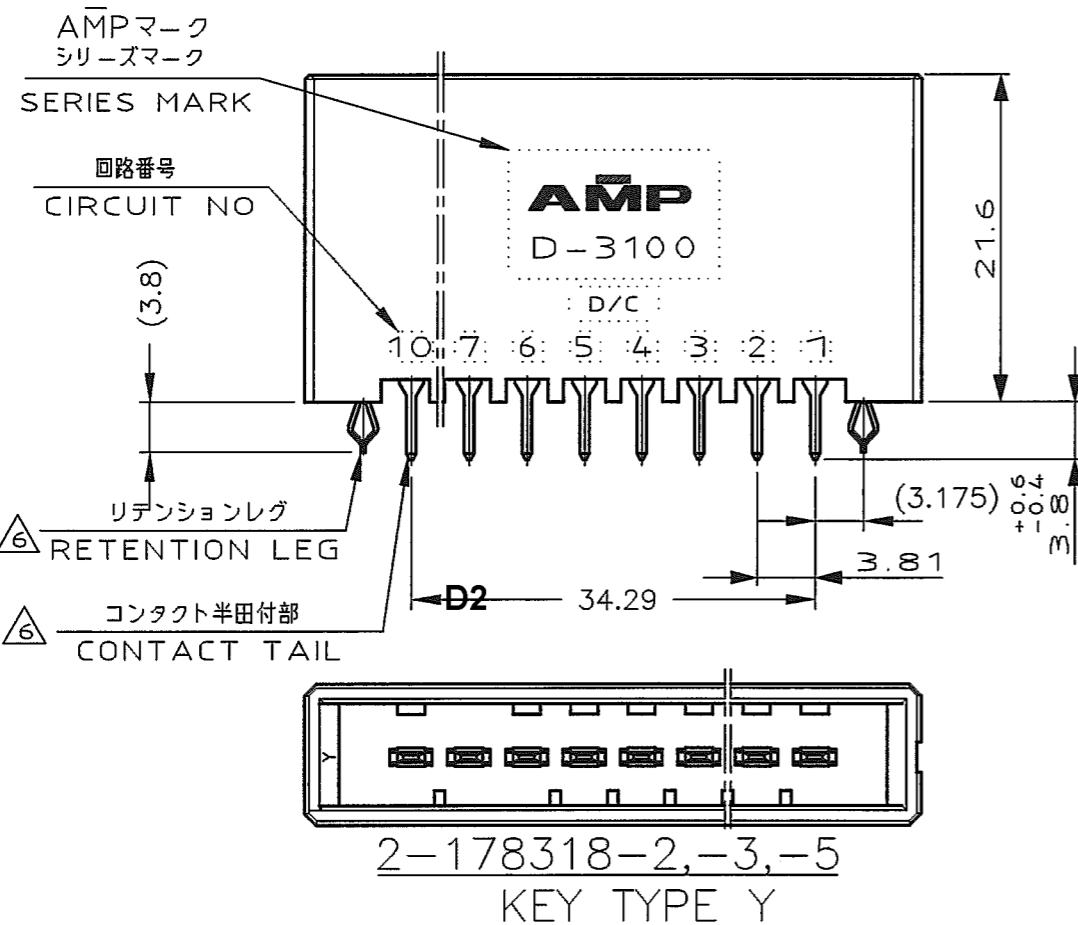 AMPマーク
シリーズマーク
SERIES MARK
回路番号
CIRCUIT NO
AMP
D-3100
D/C
(3.8)
21.6
10 7 6 5 4 3 2 1
(3.175)
+0.6
-0.4
3.8
3.81
D2 34.29
リテンションレグ
6 RETENTION LEG
コンタクト半田付部
6 CONTACT TAIL
Y
2-178318-2,-3,-5
KEY TYPE Y